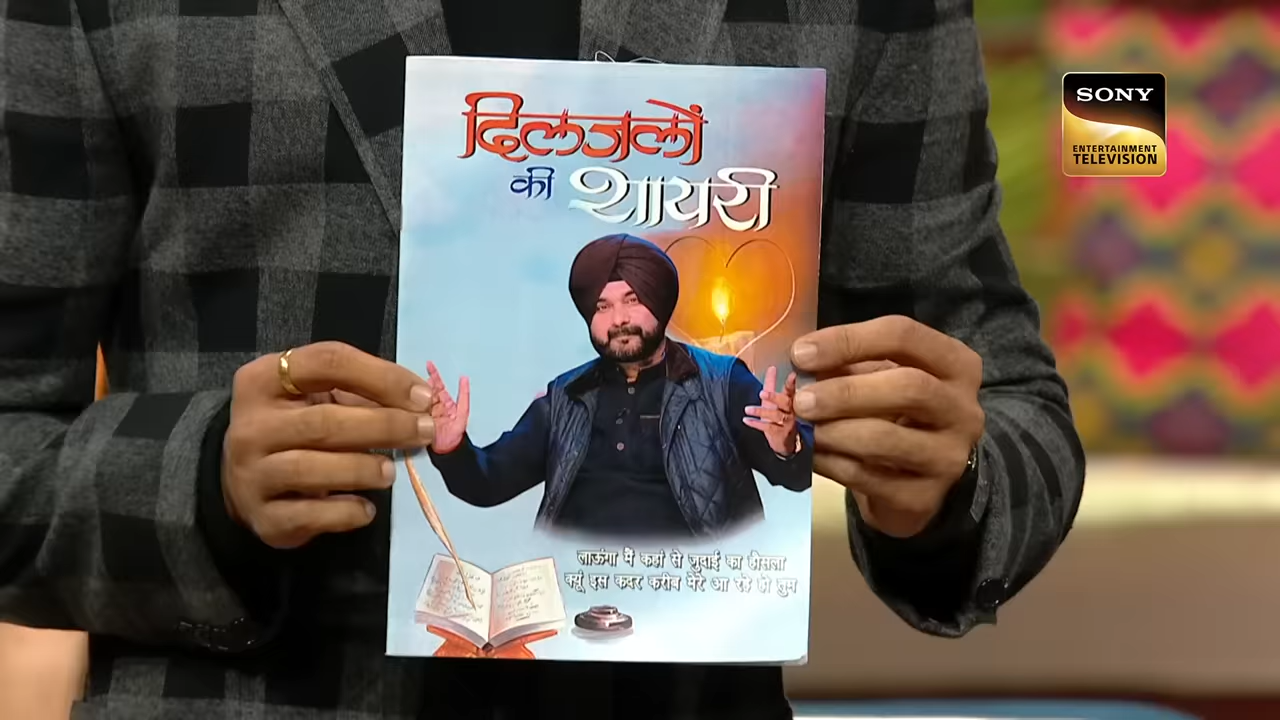 दिलजलों
की शायरी
SONY
ENTERTAINMENT
TELEVISION
लाऊंगा मैं कहां से जुदाई का हौसला
क्यूं इस कदर करीब मेरे आ रहे हो तुम